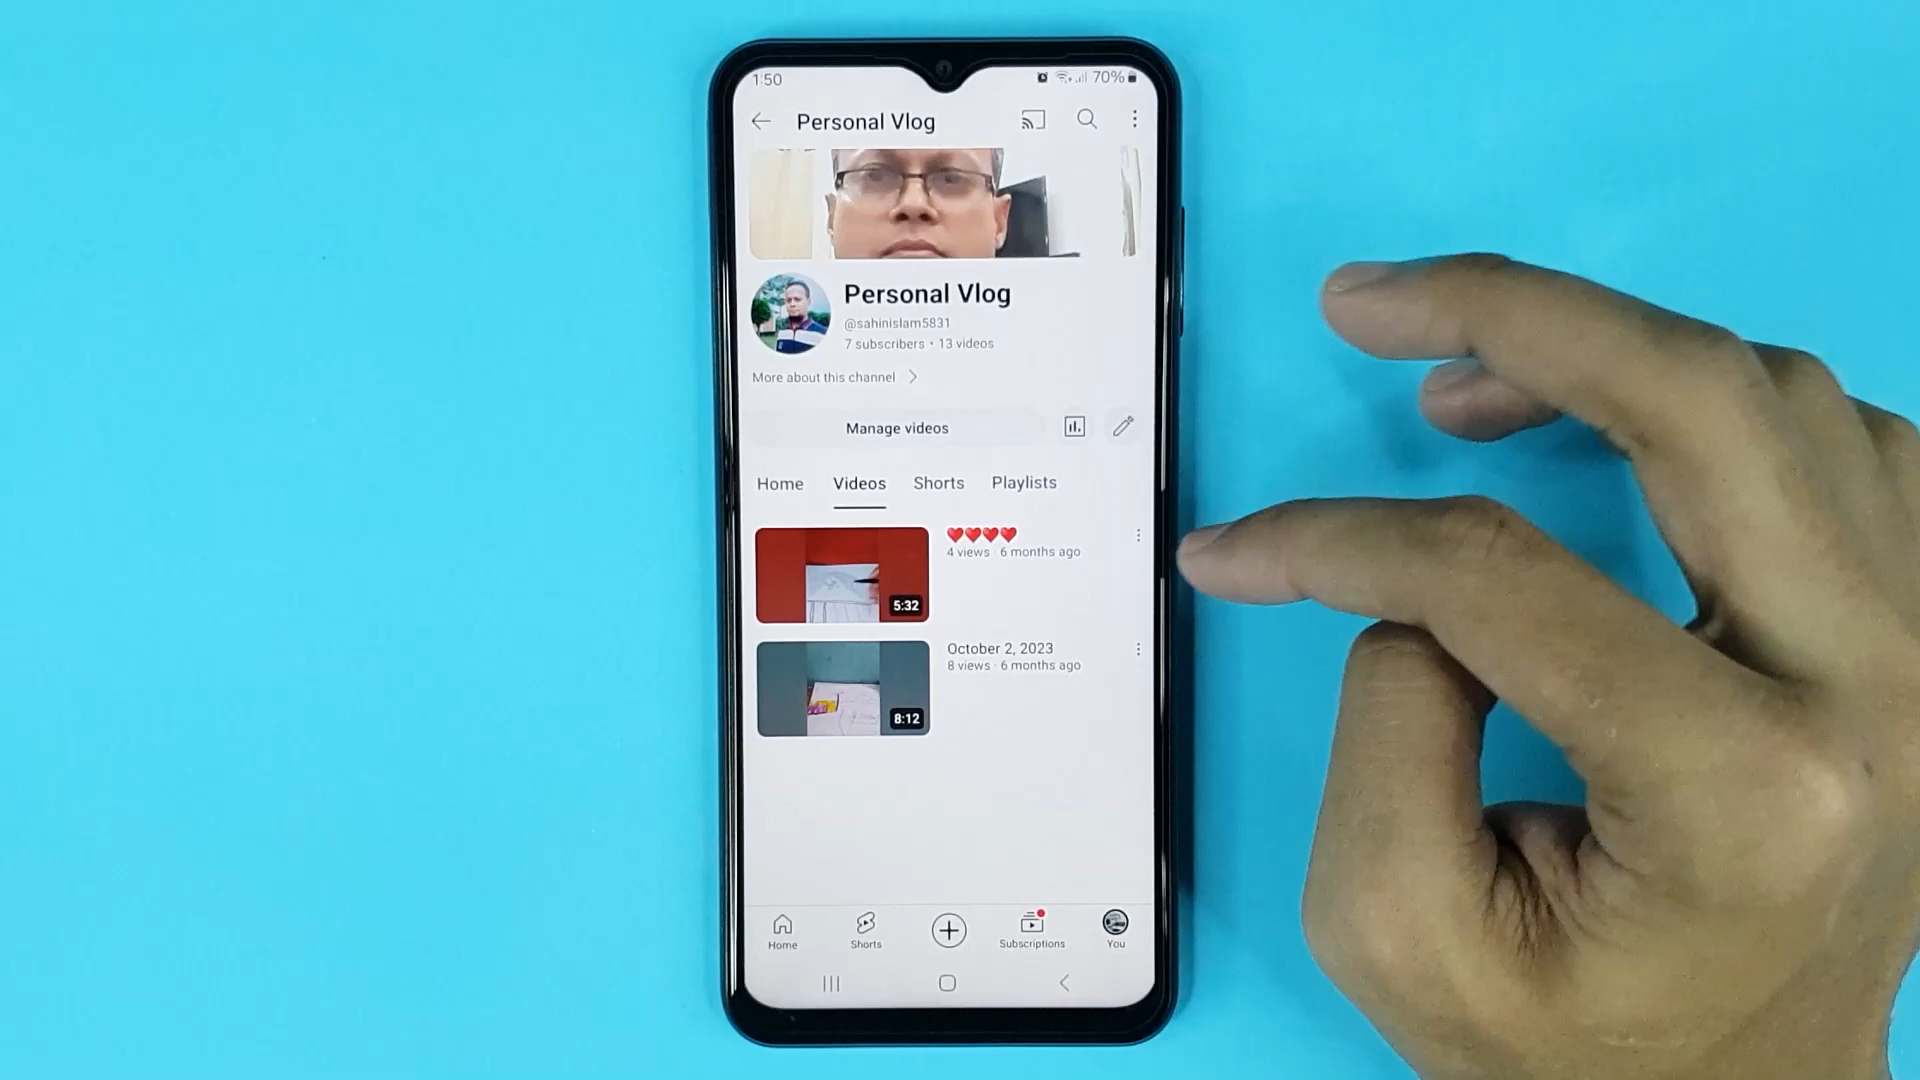 1:50
70%
Personal Vlog
Personal Vlog
@sahinislam5831
7 subscribers • 13 videos
More about this channel
Manage videos
Home Videos Shorts Playlists
❤️❤️❤️❤️
4 views · 6 months ago
5:32
October 2, 2023
8 views · 6 months ago
8:12
Home Shorts Subscriptions You